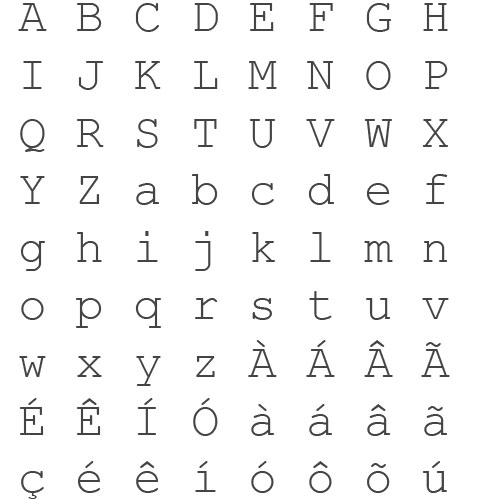 A B C D E F G H
I J K L M N O P
Q R S T U V W X
Y Z a b c d e f
g h i j k l m n
o p q r s t u v
w x y z À Á Â Ã
É Ê Í Ó à á â ã
ç é ê í ó ô õ ú